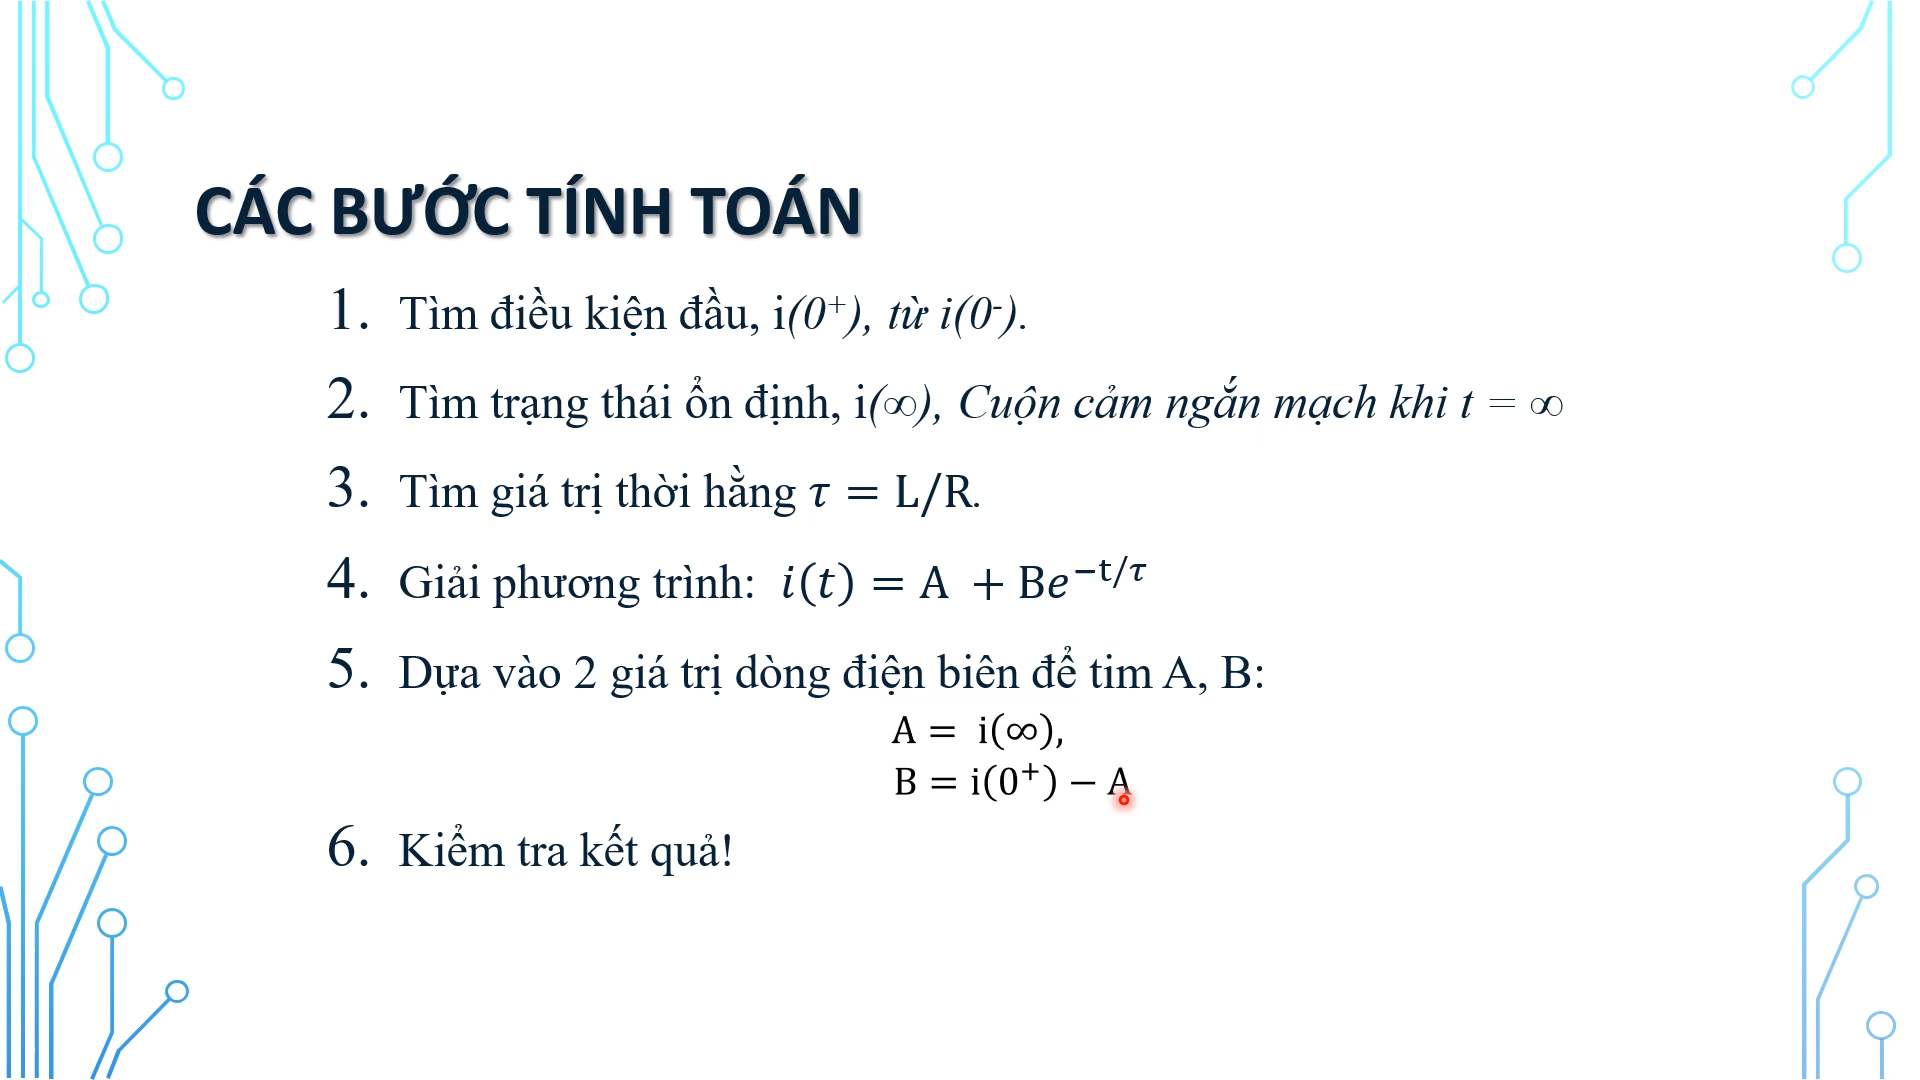 CÁC BƯỚC TÍNH TOÁN
1. Tìm điều kiện đầu, i(0⁺), từ i(0⁻).
2. Tìm trạng thái ổn định, i(∞), Cuộn cảm ngắn mạch khi t = ∞
3. Tìm giá trị thời hằng τ = L/R.
4. Giải phương trình: i(t) = A + Be^{−t/τ}
5. Dựa vào 2 giá trị dòng điện biên để tim A, B:
A = i(∞),
B = i(0⁺) − A
6. Kiểm tra kết quả!